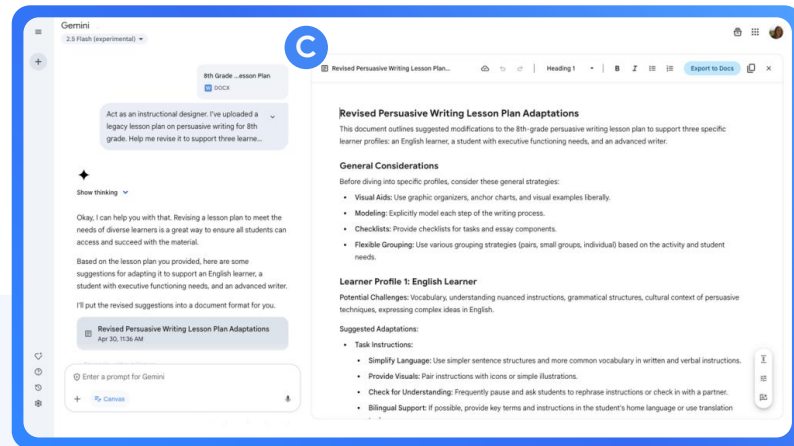 Gemini
2.5 Flash (experimental)
C
8th Grade ...esson Plan
DOCX
Act as an instructional designer. I've uploaded a
legacy lesson plan on persuasive writing for 8th
grade. Help me revise it to support three learne...
Show thinking
Okay, I can help you with that. Revising a lesson plan to meet the
needs of diverse learners is a great way to ensure all students can
access and succeed with the material.
Based on the lesson plan you provided, here are some
suggestions for adapting it to support an English learner, a
student with executive functioning needs, and an advanced writer.
I'll put the revised suggestions into a document format for you.
Revised Persuasive Writing Lesson Plan Adaptations
Apr 30, 11:36 AM
Enter a prompt for Gemini
Canvas
Revised Persuasive Writing Lesson Plan...
Heading 1
B
I
Export to Docs
Revised Persuasive Writing Lesson Plan Adaptations
This document outlines suggested modifications to the 8th-grade persuasive writing lesson plan to support three specific
learner profiles: an English learner, a student with executive functioning needs, and an advanced writer.
General Considerations
Before diving into specific profiles, consider these general strategies:
• Visual Aids: Use graphic organizers, anchor charts, and visual examples liberally.
• Modeling: Explicitly model each step of the writing process.
• Checklists: Provide checklists for tasks and essay components.
• Flexible Grouping: Use various grouping strategies (pairs, small groups, individual) based on the activity and student
needs.
Learner Profile 1: English Learner
Potential Challenges: Vocabulary, understanding nuanced instructions, grammatical structures, cultural context of persuasive
techniques, expressing complex ideas in English.
Suggested Adaptations:
• Task Instructions:
• Simplify Language: Use simpler sentence structures and more common vocabulary in written and verbal instructions.
• Provide Visuals: Pair instructions with icons or simple illustrations.
• Check for Understanding: Frequently pause and ask students to rephrase instructions or check in with a partner.
• Bilingual Support: If possible, provide key terms and instructions in the student's home language or use translation